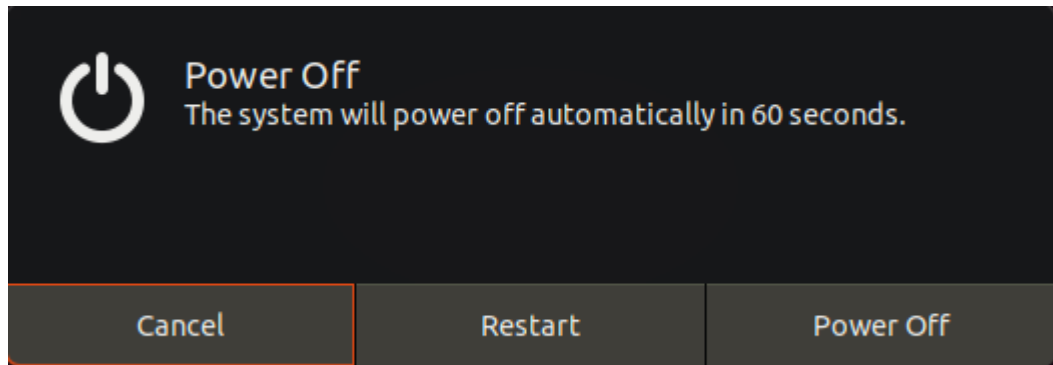 Power Off
The system will power off automatically in 60 seconds.
Cancel
Restart
Power Off